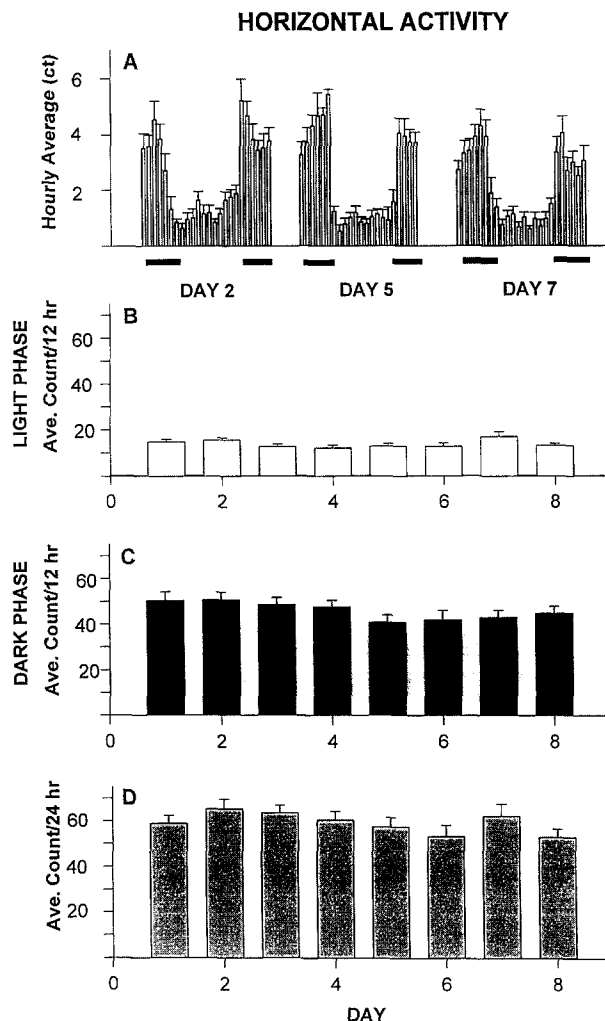 HORIZONTAL ACTIVITY
A
Hourly Average (ct)
6
4
2
DAY 2 DAY 5 DAY 7
B
LIGHT PHASE
Ave. Count/12 hr
60
40
20
0 2 4 6 8
C
DARK PHASE
Ave. Count/12 hr
60
40
20
0 2 4 6 8
D
Ave. Count/24 hr
60
40
20
0 2 4 6 8
DAY